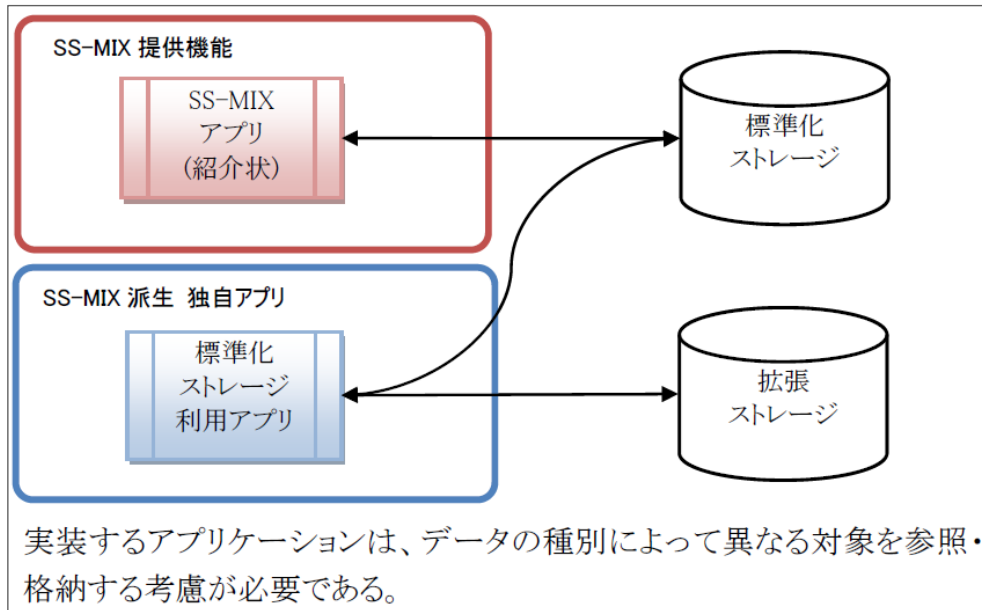 SS-MIX 提供機能
SS-MIX
アプリ
(紹介状)
標準化
ストレージ
SS-MIX 派生 独自アプリ
標準化
ストレージ
利用アプリ
拡張
ストレージ
実装するアプリケーションは、データの種別によって異なる対象を参照・
格納する考慮が必要である。